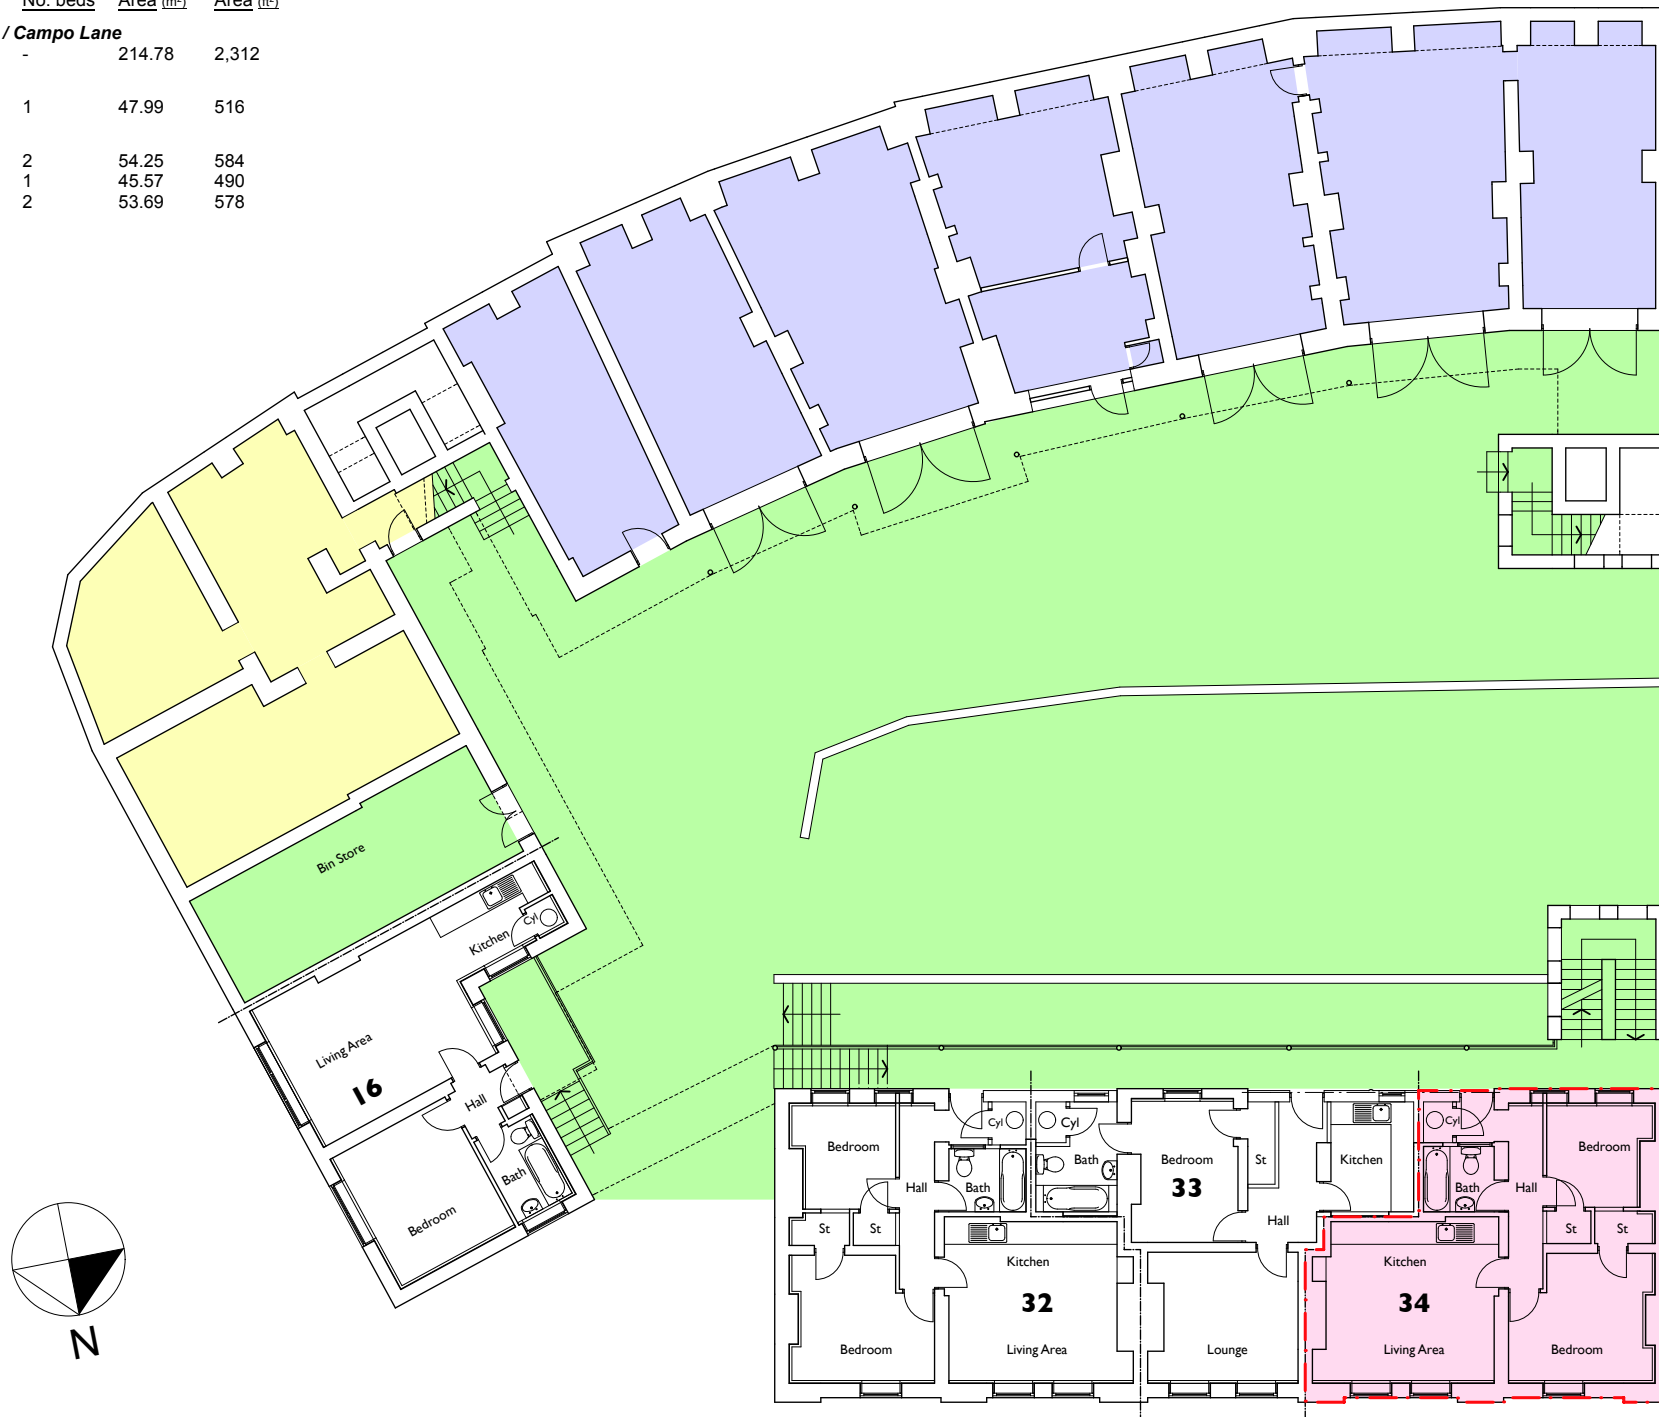 No. beds Area (m²) Area (ft²)
/ Campo Lane
- 214.78 2,312
1 47.99 516
2 54.25 584
1 45.57 490
2 53.69 578
Bin Store
Kitchen
Cyl
Living Area
16
Hall
Bath
Bedroom
N
Bedroom
Hall
Cyl
Bath
St
St
Kitchen
32
Living Area
Bedroom
Cyl
Bath
Bedroom
33
St
Kitchen
Hall
Lounge
Cyl
Bath
Hall
Bedroom
St
St
Kitchen
34
Living Area
Bedroom